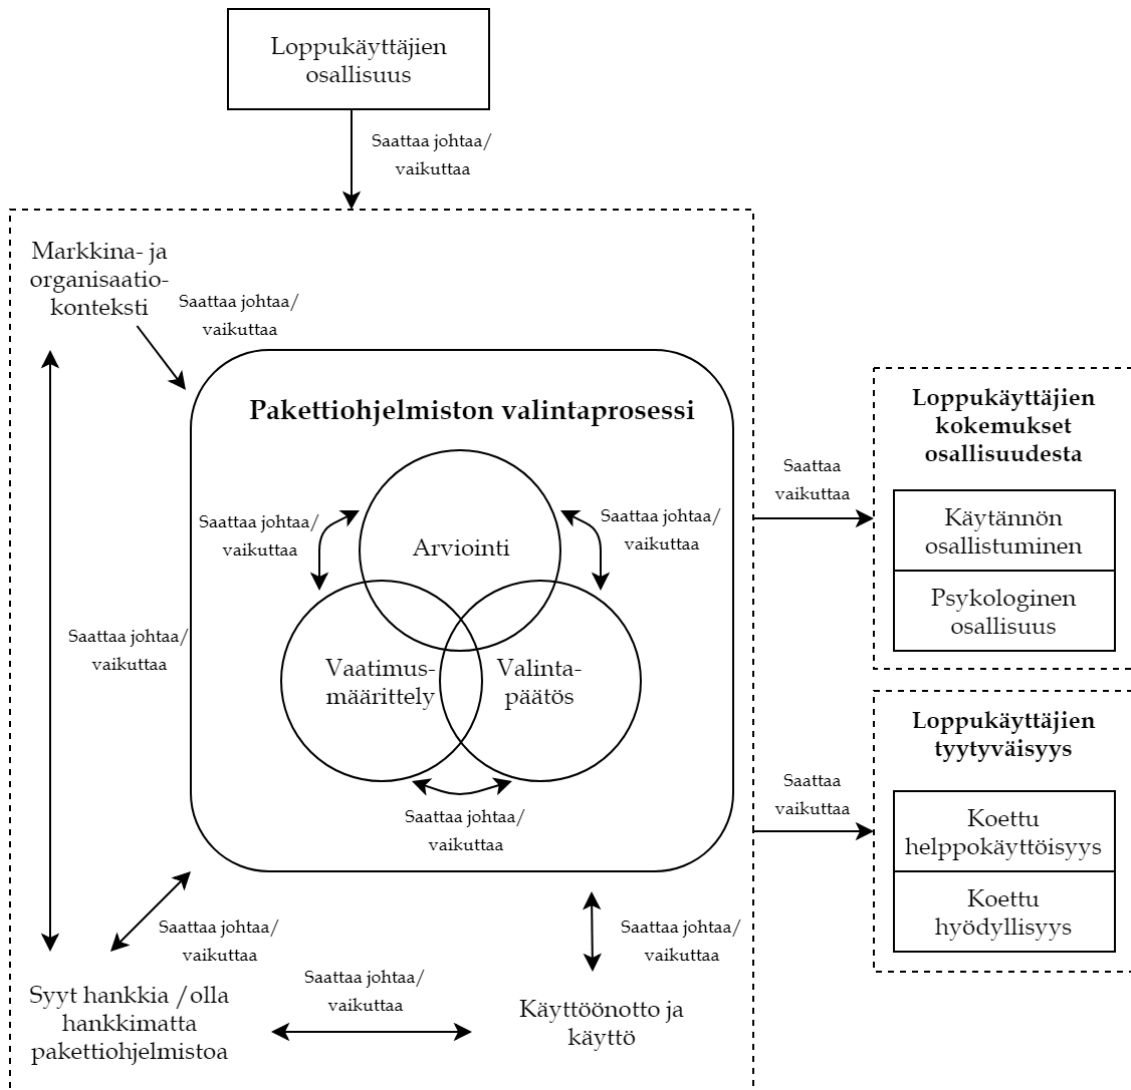 Loppukäyttäjien
osallisuus
Saattaa johtaa/
vaikuttaa
Markkina- ja
organisaatio-
konteksti
Saattaa johtaa/
vaikuttaa
Pakettiohjelmiston valintaprosessi
Saattaa johtaa/
vaikuttaa
Arviointi
Saattaa johtaa/
vaikuttaa
Vaatimus-
määrittely
Valinta-
päätös
Saattaa johtaa/
vaikuttaa
Saattaa johtaa/
vaikuttaa
Saattaa johtaa/
vaikuttaa
Saattaa johtaa/
vaikuttaa
Saattaa johtaa/
vaikuttaa
Syyt hankkia /olla
hankkimatta
pakettiohjelmistoa
Käyttöönotto ja
käyttö
Saattaa
vaikuttaa
Loppukäyttäjien
kokemukset
osallisuudesta
Käytännön
osallistuminen
Psykologinen
osallisuus
Saattaa
vaikuttaa
Loppukäyttäjien
tyytyväisyys
Koettu
helppokäyttöisyys
Koettu
hyödyllisyys